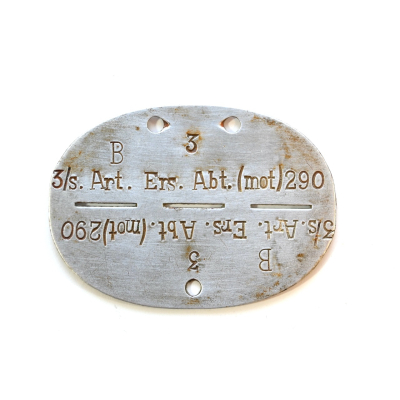 B 3
3/s. Art. Ers. Abt. (mot) 290
3/s. Art. Ers. Abt. (mot) 290
B 3